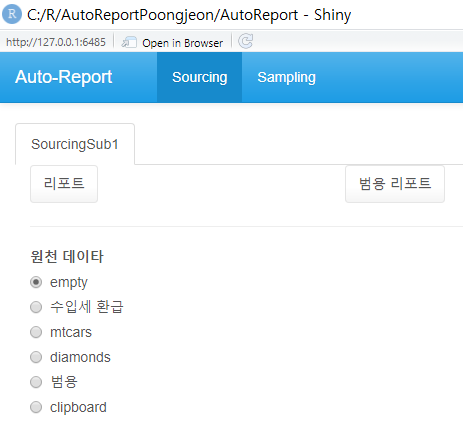 R C:/R/AutoReportPoongjeon/AutoReport - Shiny
http://127.0.0.1:6485 Open in Browser
Auto-Report Sourcing Sampling
SourcingSub1
리포트 범용 리포트
원천 데이타
empty
수입세 환급
mtcars
diamonds
범용
clipboard